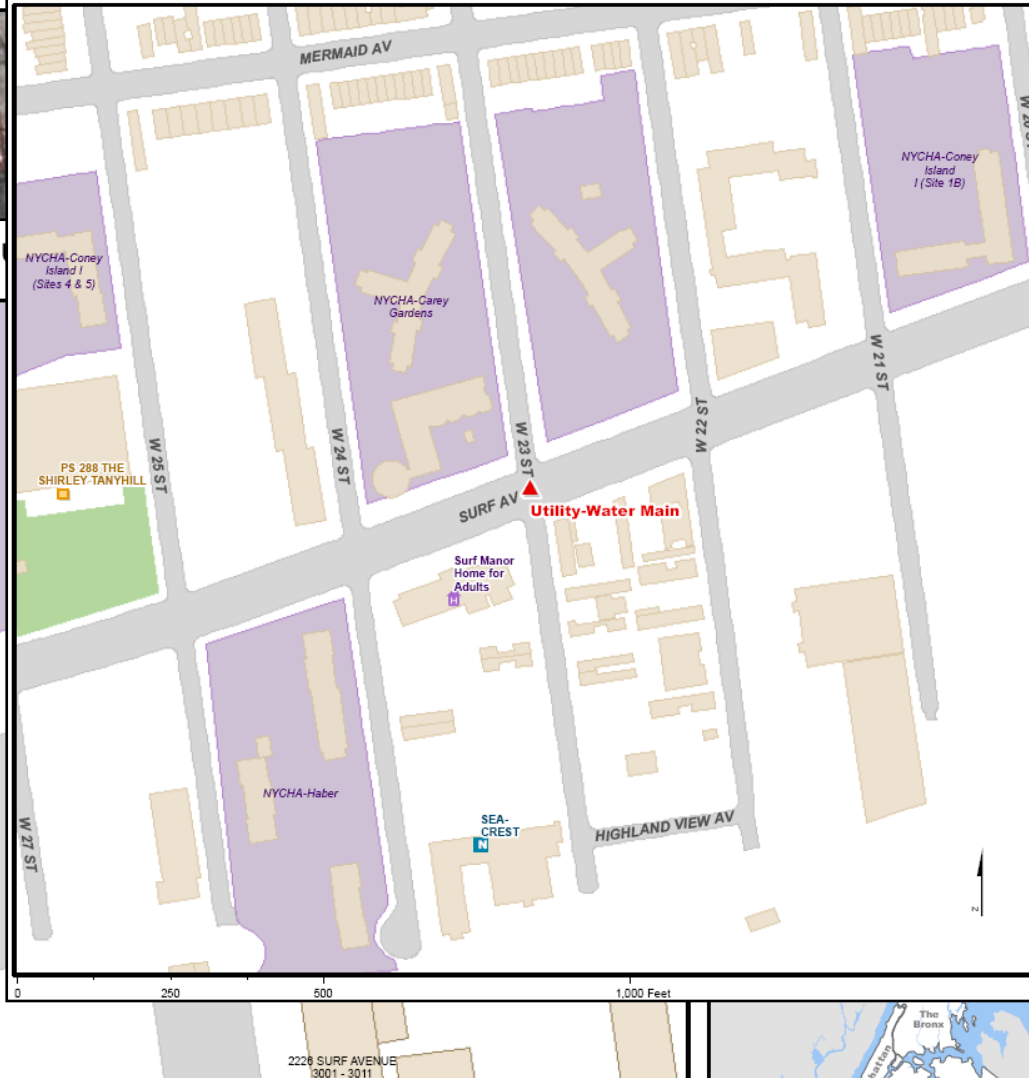 MERMAID AV
W 20 ST
NYCHA-Coney
Island
I (Site 1B)
NYCHA-Coney
Island I
(Sites 4 & 5)
NYCHA-Carey
Gardens
W 21 ST
W 22 ST
W 23 ST
W 24 ST
W 25 ST
PS 288 THE
SHIRLEY TANYHILL
SURF AV
Utility-Water Main
Surf Manor
Home for
Adults
H
NYCHA-Haber
SEA-
CREST
N
HIGHLAND VIEW AV
W 27 ST
z
0
250
500
1,000 Feet
2226 SURF AVENUE
3001 - 3011
The
Bronx